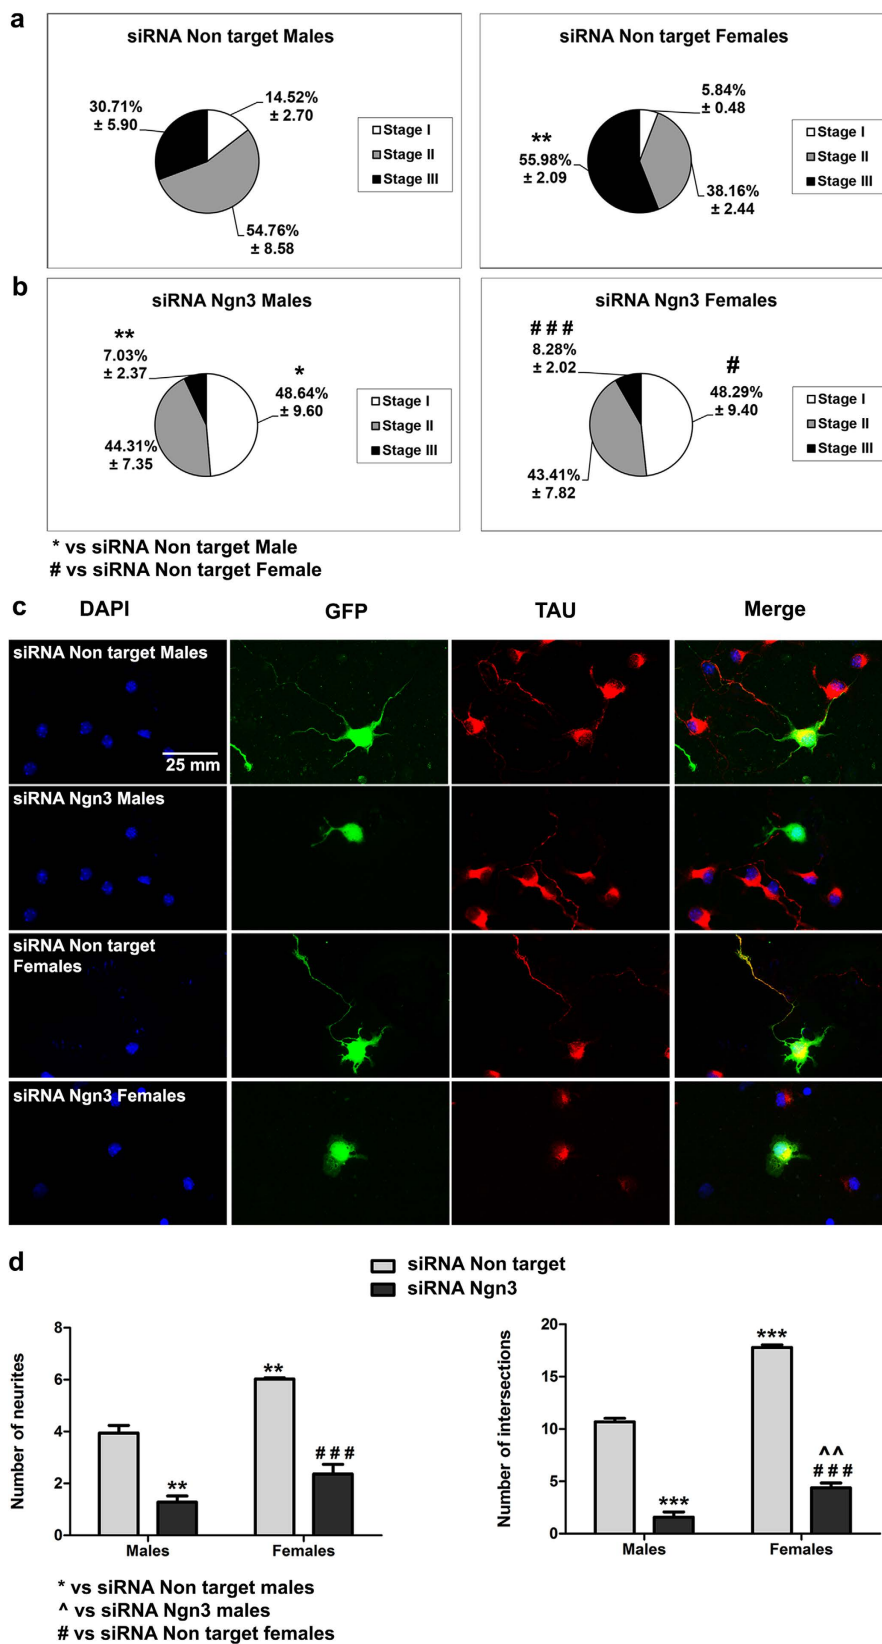 a
siRNA Non target Males
30.71%
± 5.90
14.52%
± 2.70
54.76%
± 8.58
Stage I
Stage II
Stage III
siRNA Non target Females
5.84%
± 0.48
**
55.98%
± 2.09
38.16%
± 2.44
Stage I
Stage II
Stage III
b
siRNA Ngn3 Males
**
7.03%
± 2.37
*
48.64%
± 9.60
44.31%
± 7.35
Stage I
Stage II
Stage III
siRNA Ngn3 Females
# # #
8.28%
± 2.02
#
48.29%
± 9.40
43.41%
± 7.82
Stage I
Stage II
Stage III
* vs siRNA Non target Male
# vs siRNA Non target Female
c
DAPI
GFP
TAU
Merge
siRNA Non target Males
25 mm
siRNA Ngn3 Males
siRNA Non target
Females
siRNA Ngn3 Females
d
siRNA Non target
siRNA Ngn3
Number of neurites
8
6
4
2
0
**
**
# # #
Males
Females
Number of intersections
20
15
10
5
0
***
***
^ ^
# # #
Males
Females
* vs siRNA Non target males
^ vs siRNA Ngn3 males
# vs siRNA Non target females